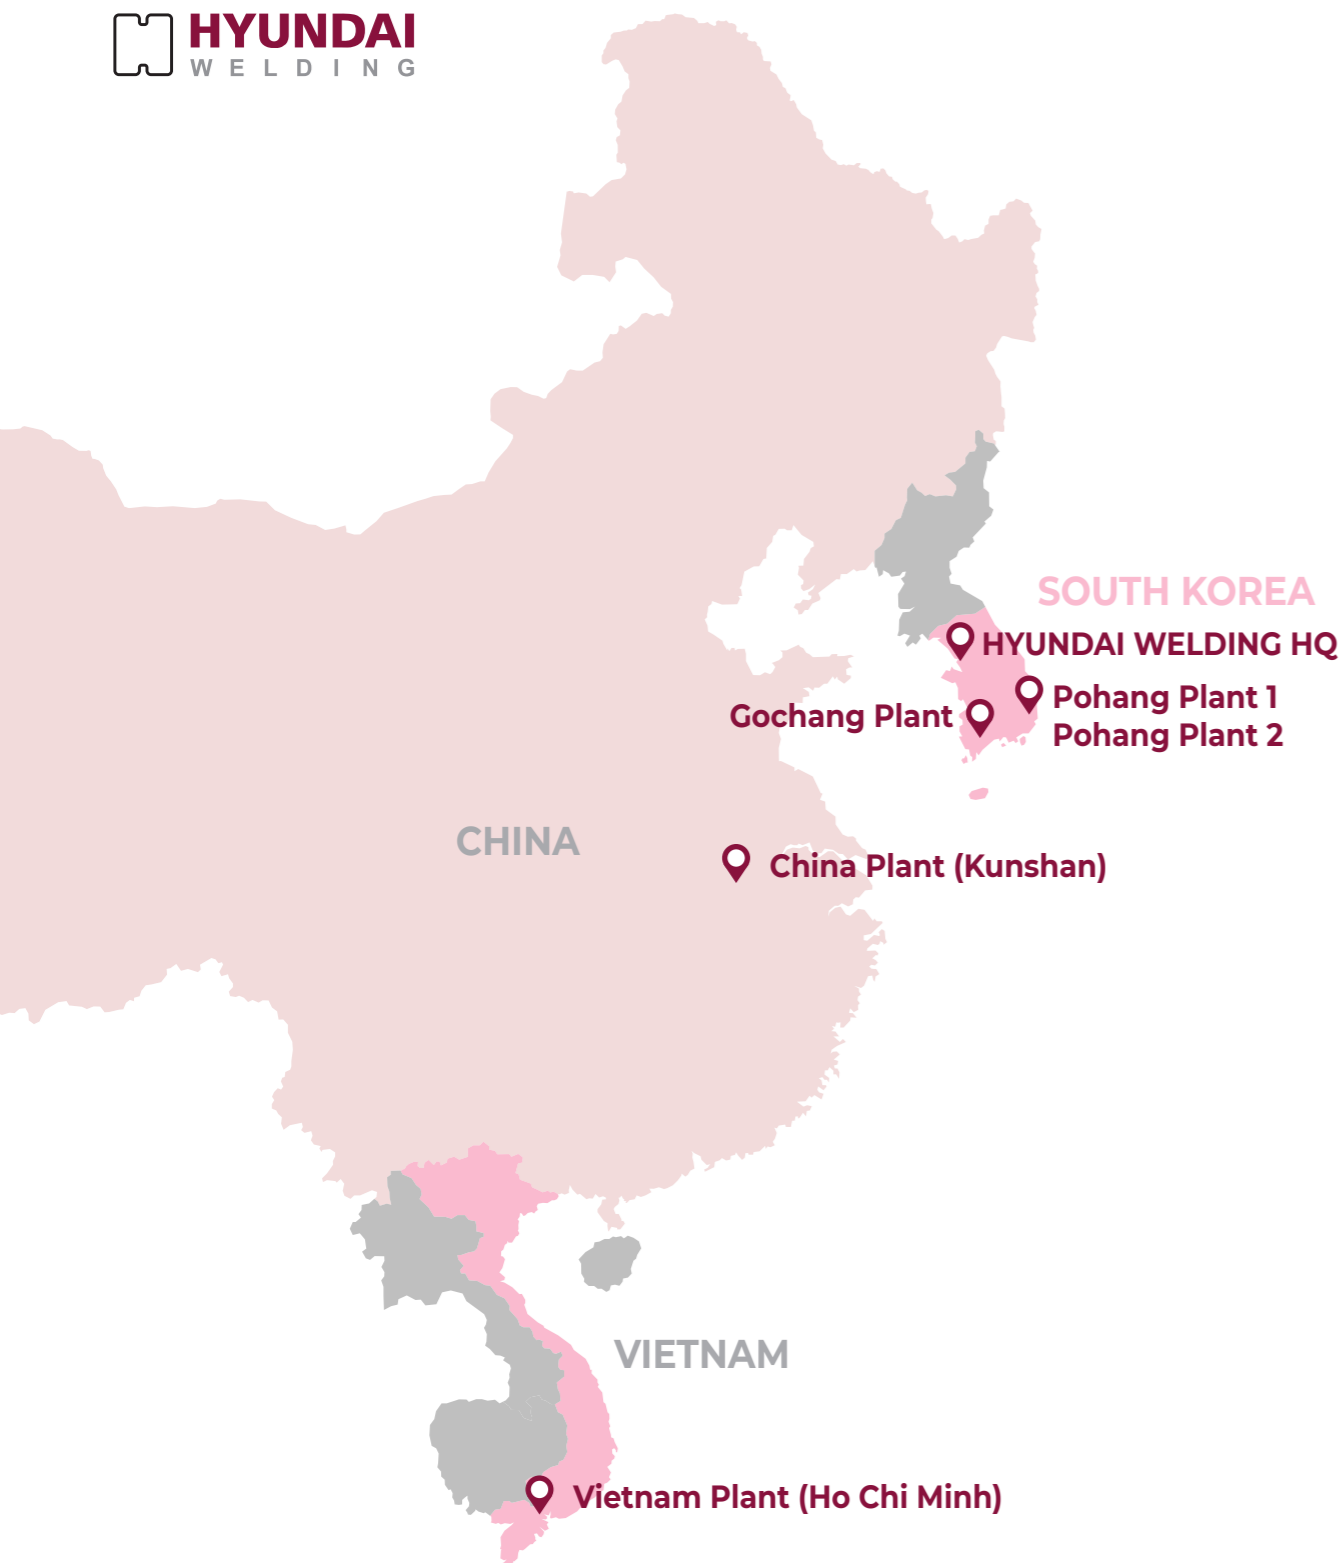 HYUNDAI
WELDING
SOUTH KOREA
HYUNDAI WELDING HQ
Pohang Plant 1
Gochang Plant
Pohang Plant 2
CHINA
China Plant (Kunshan)
VIETNAM
Vietnam Plant (Ho Chi Minh)